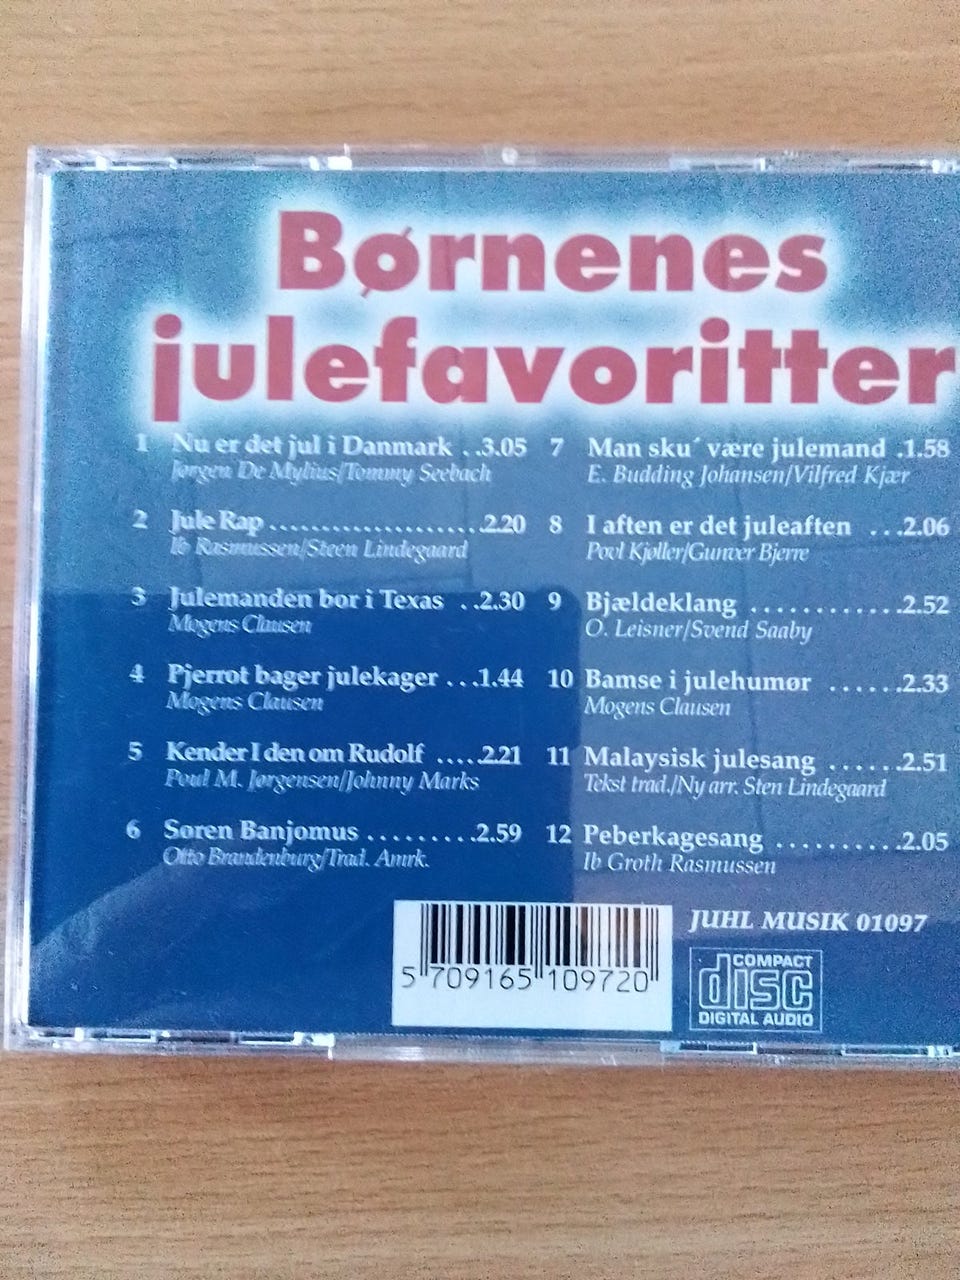 Børnenes
julefavoritter
1 Nu er det jul i Danmark ..3.05
Jørgen De Mylius/Tommy Seebach
2 Jule Rap.....................2.20
Ib Rasmussen/Steen Lindegaard
3 Julemanden bor i Texas ..2.30
Mogens Clausen
4 Pjerrot bager julekager ...1.44
Mogens Clausen
5 Kender I den om Rudolf .....2.21
Poul M. Jørgensen/Johnny Marks
6 Søren Banjomus .........2.59
Otto Brandenburg/Trad. Amrk.
7 Man sku´ være julemand .1.58
E. Budding Johansen/Vilfred Kjær
8 I aften er det juleaften ...2.06
Povl Kjøller/Gunver Bjerre
9 Bjældeklang ............2.52
O. Leisner/Svend Saaby
10 Bamse i julehumør ......2.33
Mogens Clausen
11 Malaysisk julesang ......2.51
Tekst trad./Ny arr. Sten Lindegaard
12 Peberkagesang ..........2.05
Ib Groth Rasmussen
JUHL MUSIK 01097
5 709165 109720
COMPACT
disc
DIGITAL AUDIO